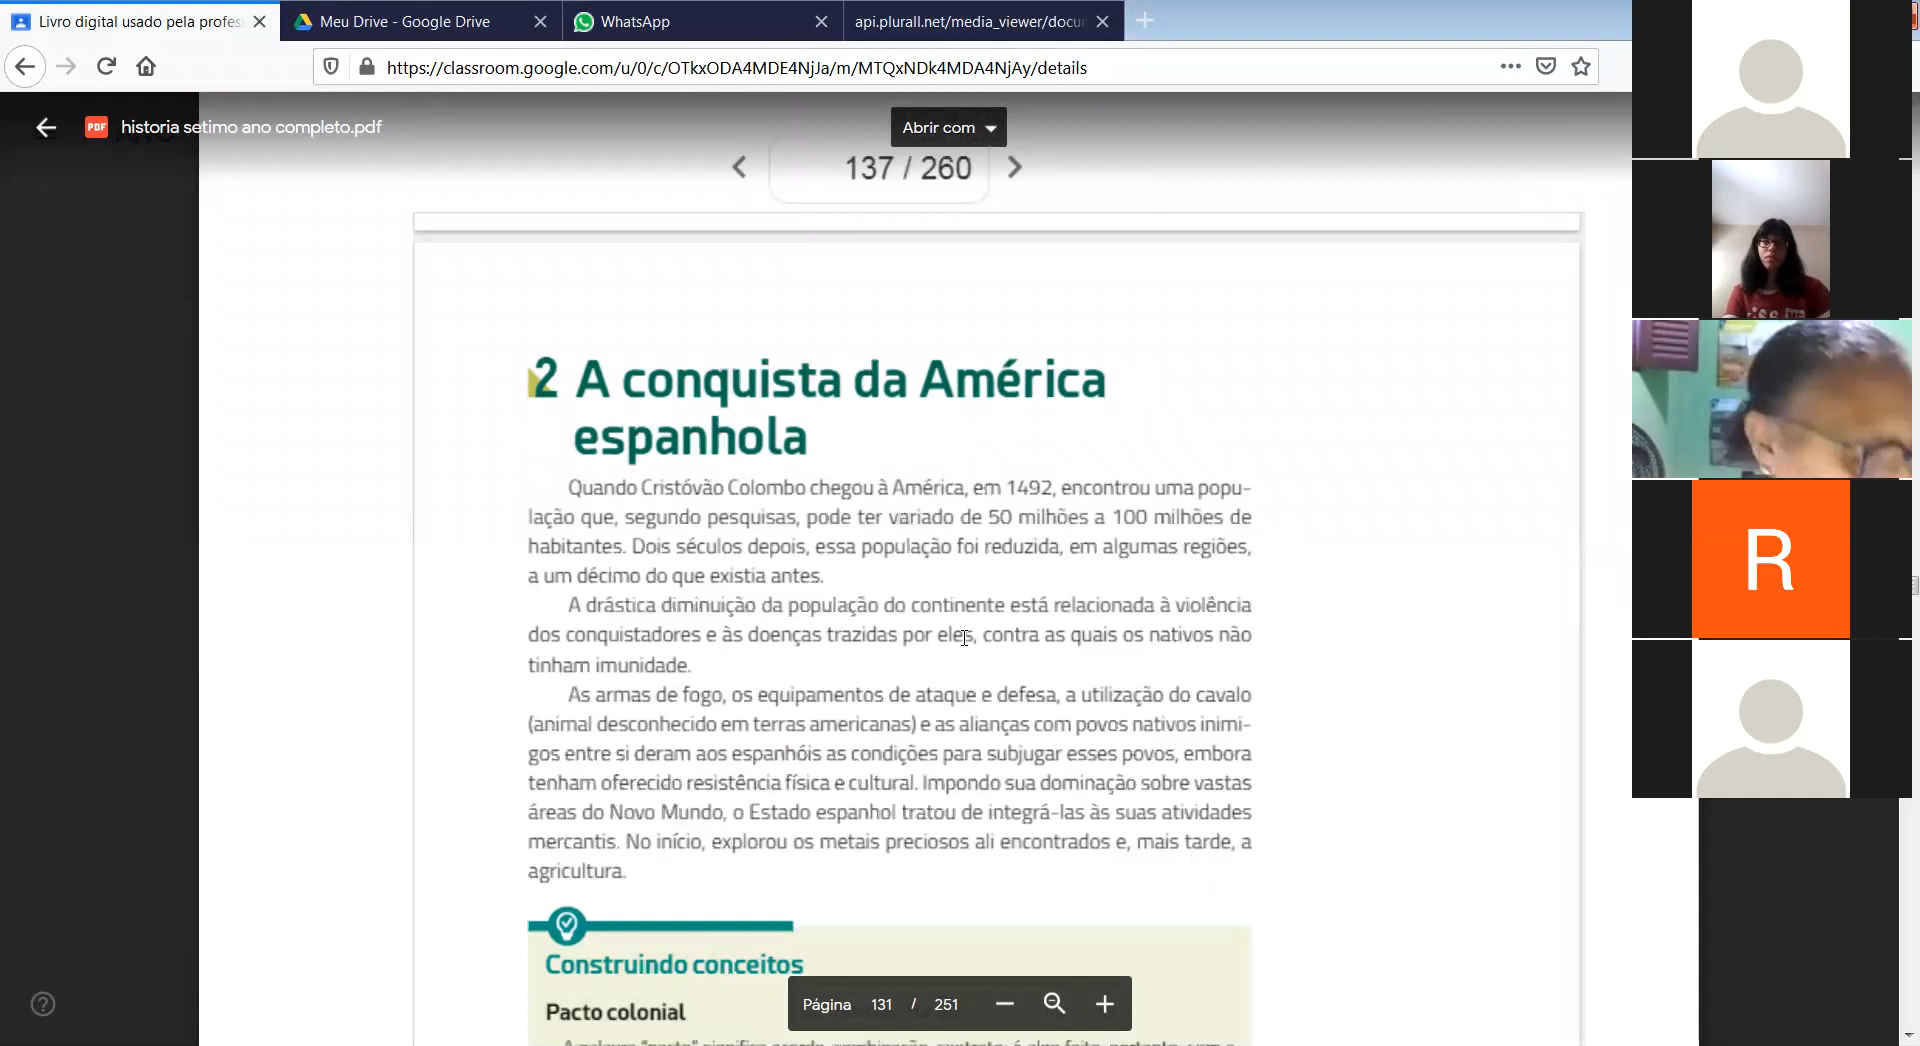 Livro digital usado pela profes
Meu Drive - Google Drive
WhatsApp
api.plurall.net/media_viewer/docu
https://classroom.google.com/u/0/c/OTkxODA4MDE4NjJa/m/MTQxNDk4MDA4NjAy/details
PDF
historia setimo ano completo.pdf
Abrir com
137 / 260
2 A conquista da América
espanhola
Quando Cristóvão Colombo chegou à América, em 1492, encontrou uma popu-
lação que, segundo pesquisas, pode ter variado de 50 milhões a 100 milhões de
habitantes. Dois séculos depois, essa população foi reduzida, em algumas regiões,
a um décimo do que existia antes.
A drástica diminuição da população do continente está relacionada à violência
dos conquistadores e às doenças trazidas por eles, contra as quais os nativos não
tinham imunidade.
As armas de fogo, os equipamentos de ataque e defesa, a utilização do cavalo
(animal desconhecido em terras americanas) e as alianças com povos nativos inimi-
gos entre si deram aos espanhóis as condições para subjugar esses povos, embora
tenham oferecido resistência física e cultural. Impondo sua dominação sobre vastas
áreas do Novo Mundo, o Estado espanhol tratou de integrá-las às suas atividades
mercantis. No início, explorou os metais preciosos ali encontrados e, mais tarde, a
agricultura.
Construindo conceitos
Pacto colonial
Página 131 / 251
R